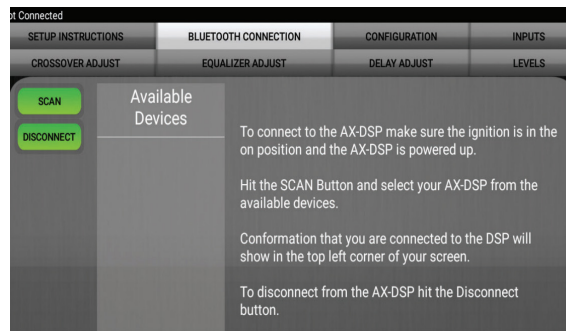 ot Connected
SETUP INSTRUCTIONS BLUETOOTH CONNECTION CONFIGURATION INPUTS
CROSSOVER ADJUST EQUALIZER ADJUST DELAY ADJUST LEVELS
SCAN
DISCONNECT
Available
Devices
To connect to the AX-DSP make sure the ignition is in the
on position and the AX-DSP is powered up.
Hit the SCAN Button and select your AX-DSP from the
available devices.
Conformation that you are connected to the DSP will
show in the top left corner of your screen.
To disconnect from the AX-DSP hit the Disconnect
button.